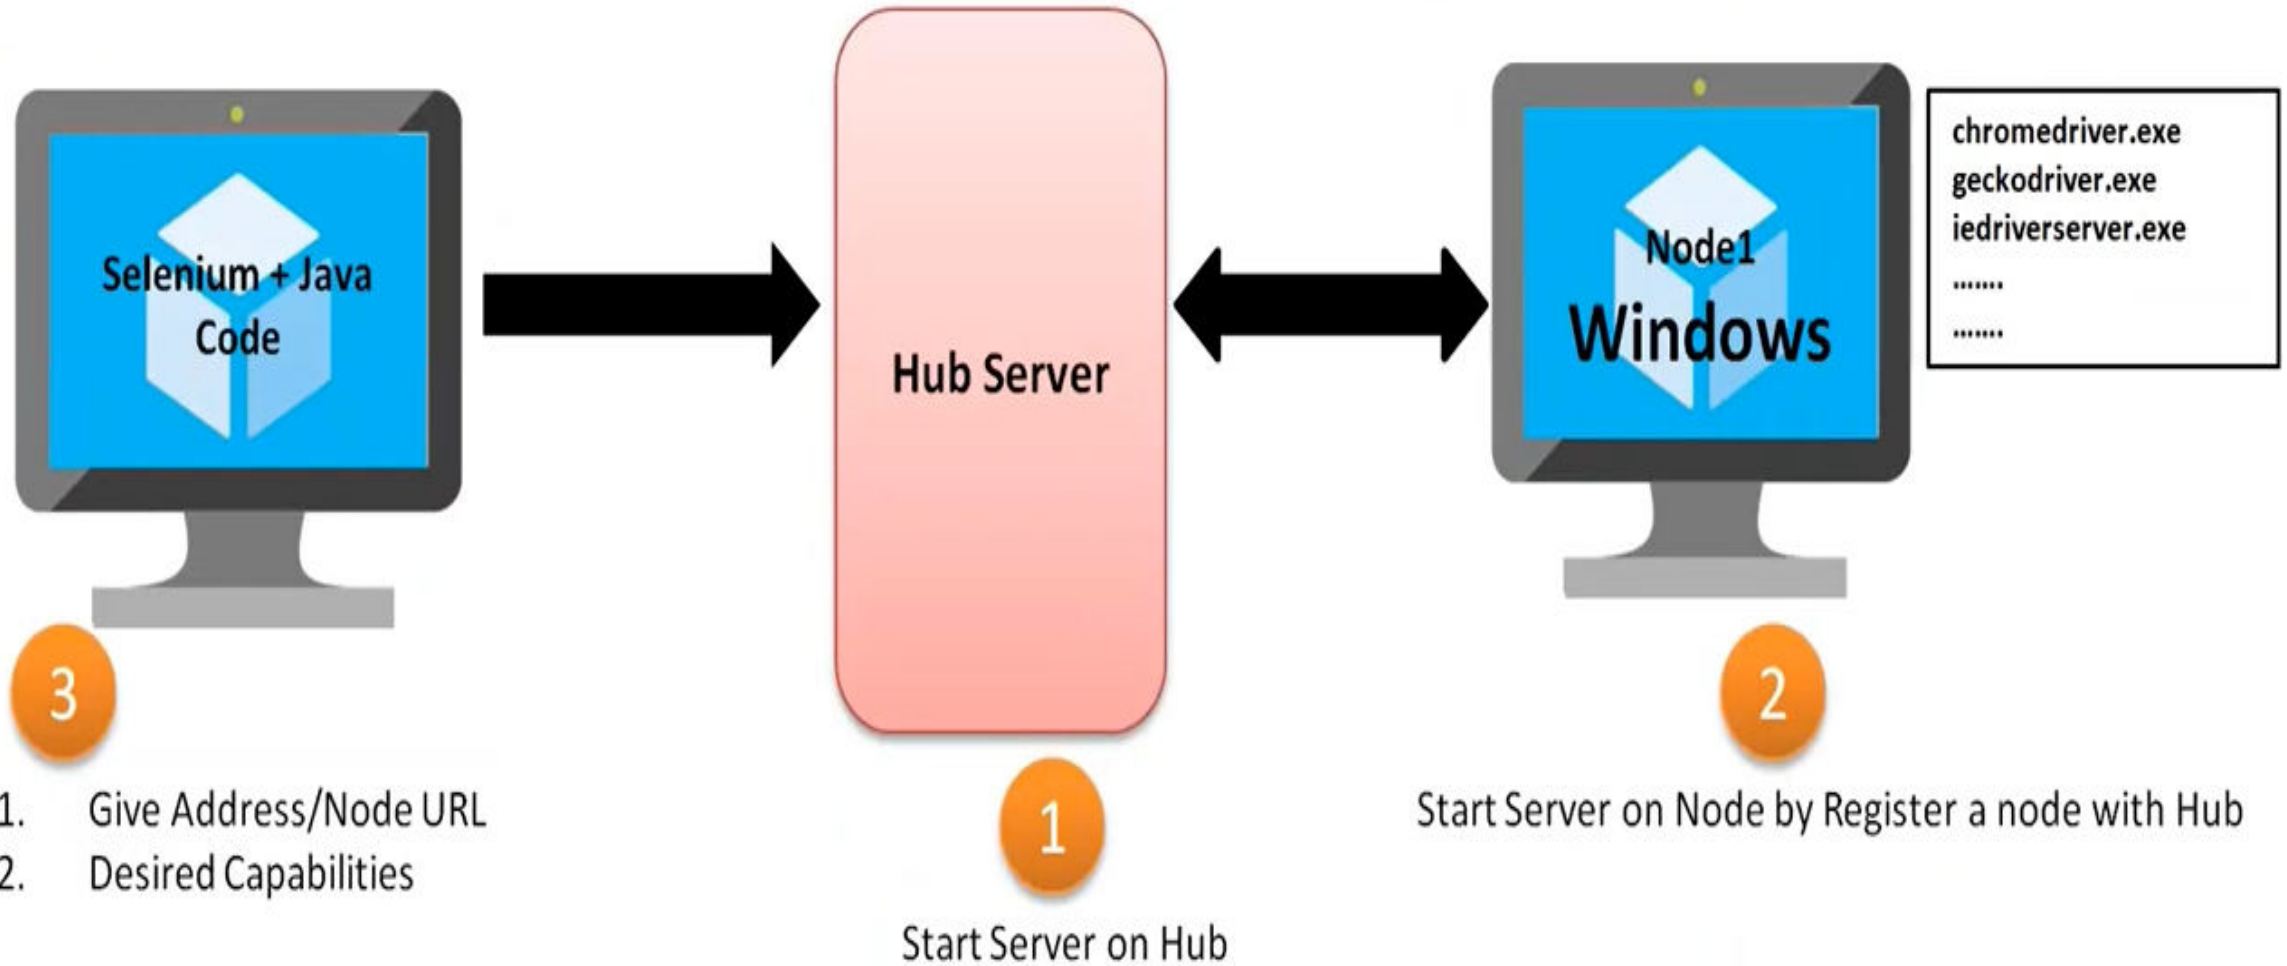 Selenium + Java
Code
Hub Server
Node1
Windows
chromedriver.exe
geckodriver.exe
iedriverserver.exe
.......
.......
3
1. Give Address/Node URL
2. Desired Capabilities
1
Start Server on Hub
2
Start Server on Node by Register a node with Hub